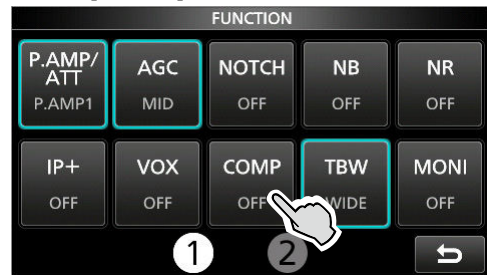 FUNCTION
P.AMP/ATT AGC NOTCH NB NR
P.AMP1 MID OFF OFF OFF
IP+ VOX COMP TBW MONI
OFF OFF OFF WIDE OFF
1 2